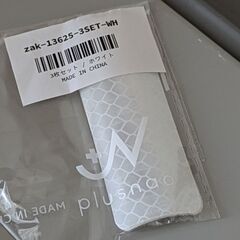 zak-13625-3SET-WH
3枚セット / ホワイト
MADE IN CHINA
plusnao
MADE IN C